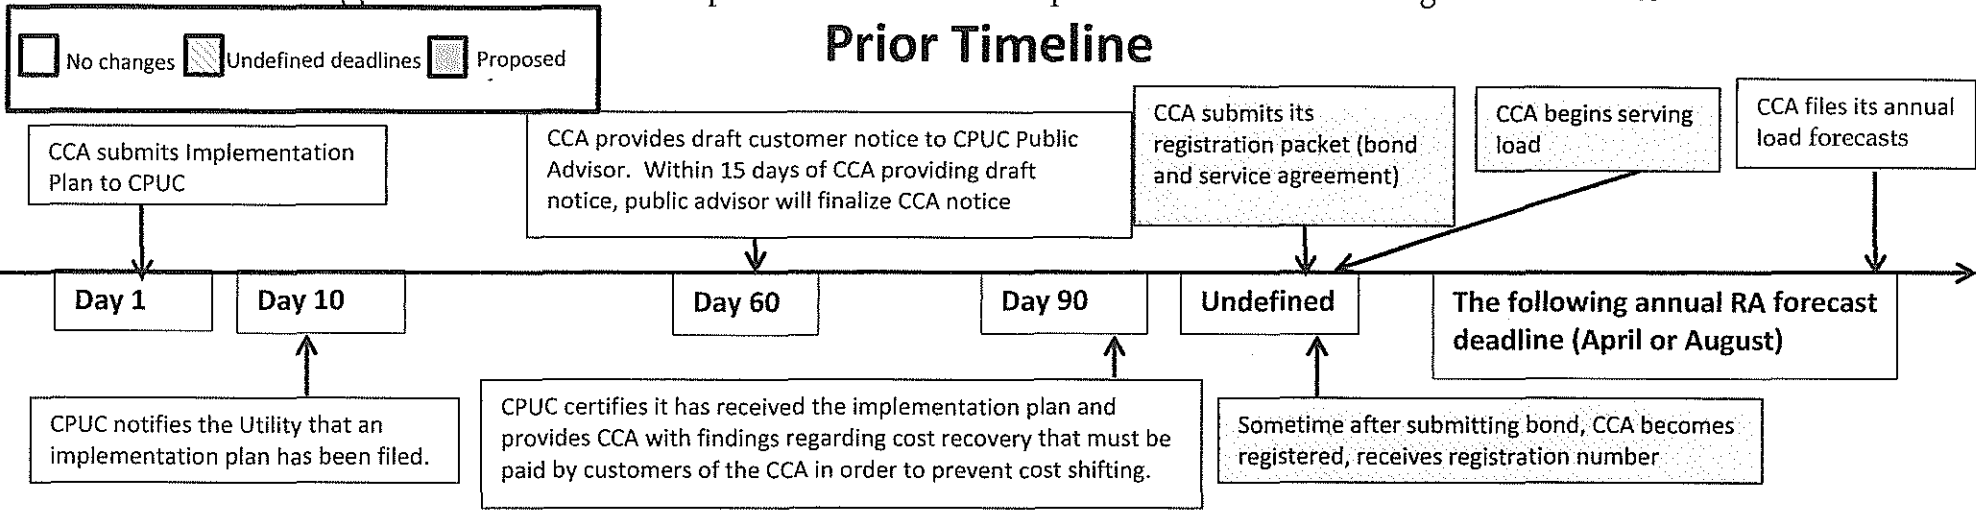 Prior Timeline
No changes Undefined deadlines Proposed
CCA submits Implementation
Plan to CPUC
CCA provides draft customer notice to CPUC Public
Advisor. Within 15 days of CCA providing draft
notice, public advisor will finalize CCA notice
CCA submits its
registration packet (bond
and service agreement)
CCA begins serving
load
CCA files its annual
load forecasts
Day 1
Day 10
Day 60
Day 90
Undefined
The following annual RA forecast
deadline (April or August)
CPUC notifies the Utility that an
implementation plan has been filed.
CPUC certifies it has received the implementation plan and
provides CCA with findings regarding cost recovery that must be
paid by customers of the CCA in order to prevent cost shifting.
Sometime after submitting bond, CCA becomes
registered, receives registration number